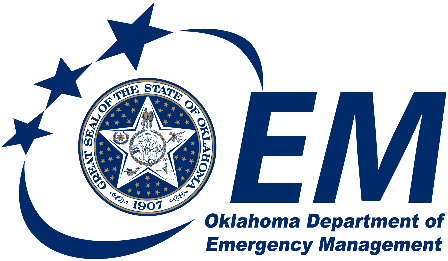 GREAT SEAL OF THE STATE OF OKLAHOMA
1907
EM
Oklahoma Department of
Emergency Management